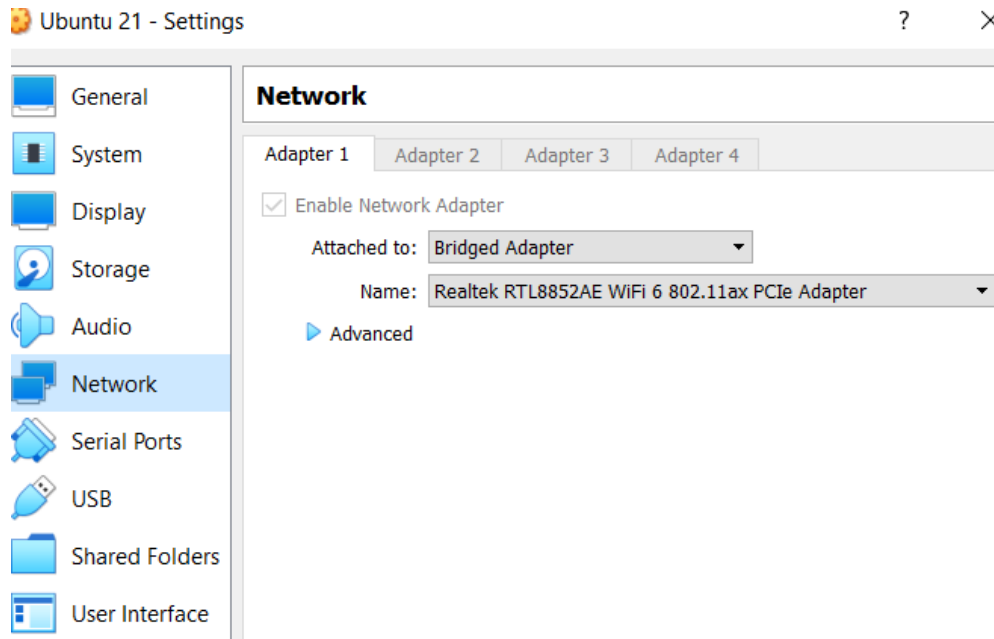 Ubuntu 21 - Settings ?
General
System
Display
Storage
Audio
Network
Serial Ports
USB
Shared Folders
User Interface
Network
Adapter 1 Adapter 2 Adapter 3 Adapter 4
Enable Network Adapter
Attached to: Bridged Adapter
Name: Realtek RTL8852AE WiFi 6 802.11ax PCIe Adapter
Advanced